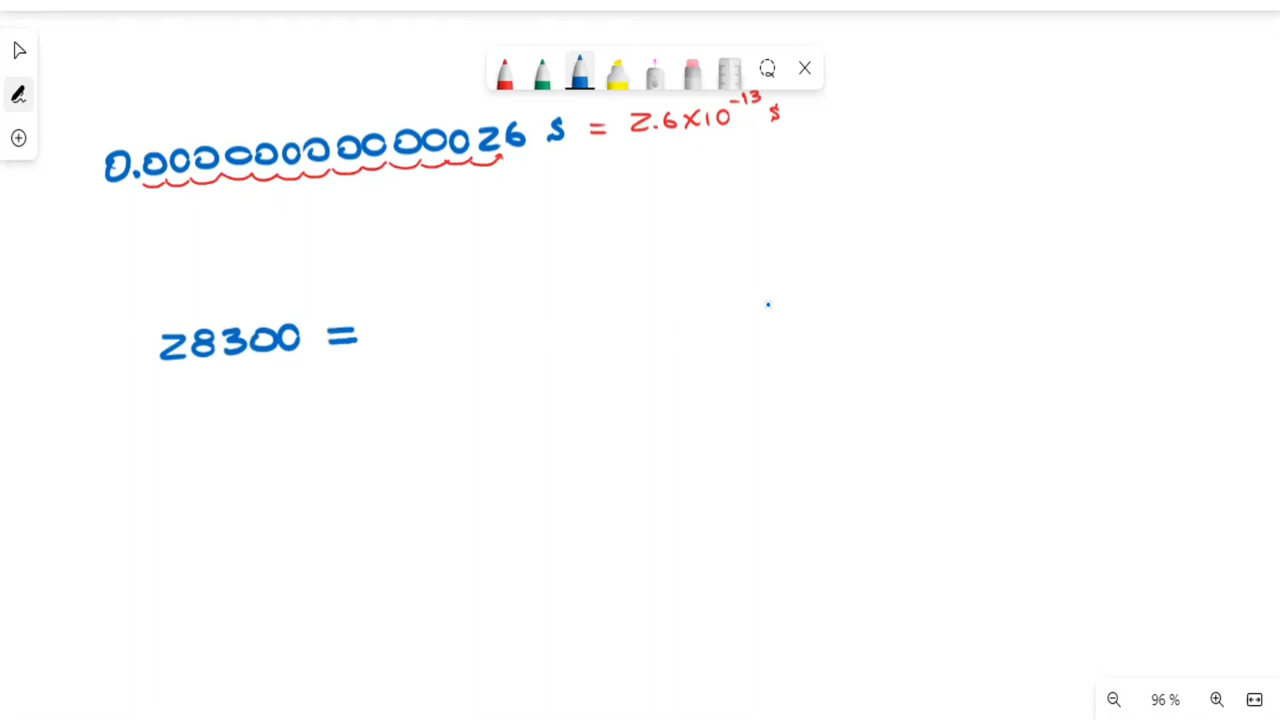 0.00000000000026 s = 2.6×10⁻¹³ s
28300 =
96 %